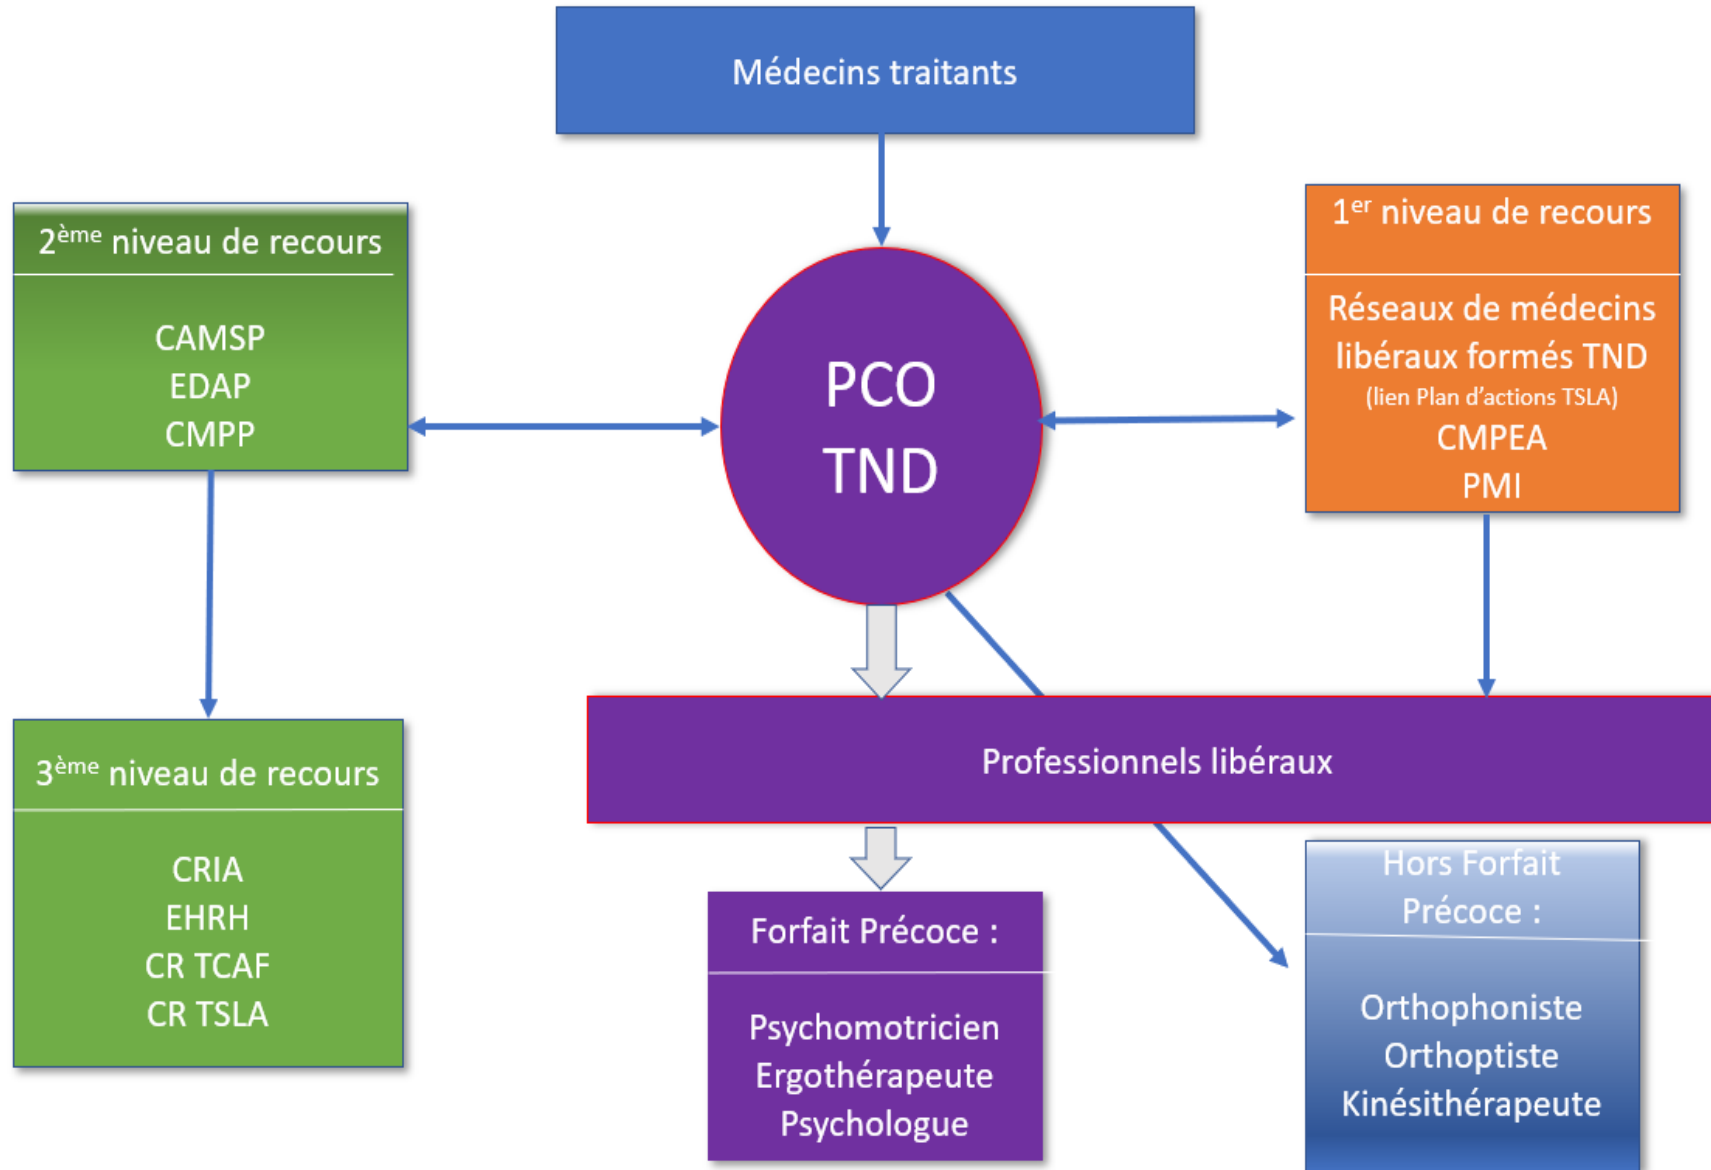 Médecins traitants
2ème niveau de recours
CAMSP
EDAP
CMPP
PCO
TND
1er niveau de recours
Réseaux de médecins
libéraux formés TND
(lien Plan d’actions TSLA)
CMPEA
PMI
3ème niveau de recours
CRIA
EHRH
CR TCAF
CR TSLA
Professionnels libéraux
Forfait Précoce :
Psychomotricien
Ergothérapeute
Psychologue
Hors Forfait
Précoce :
Orthophoniste
Orthoptiste
Kinésithérapeute